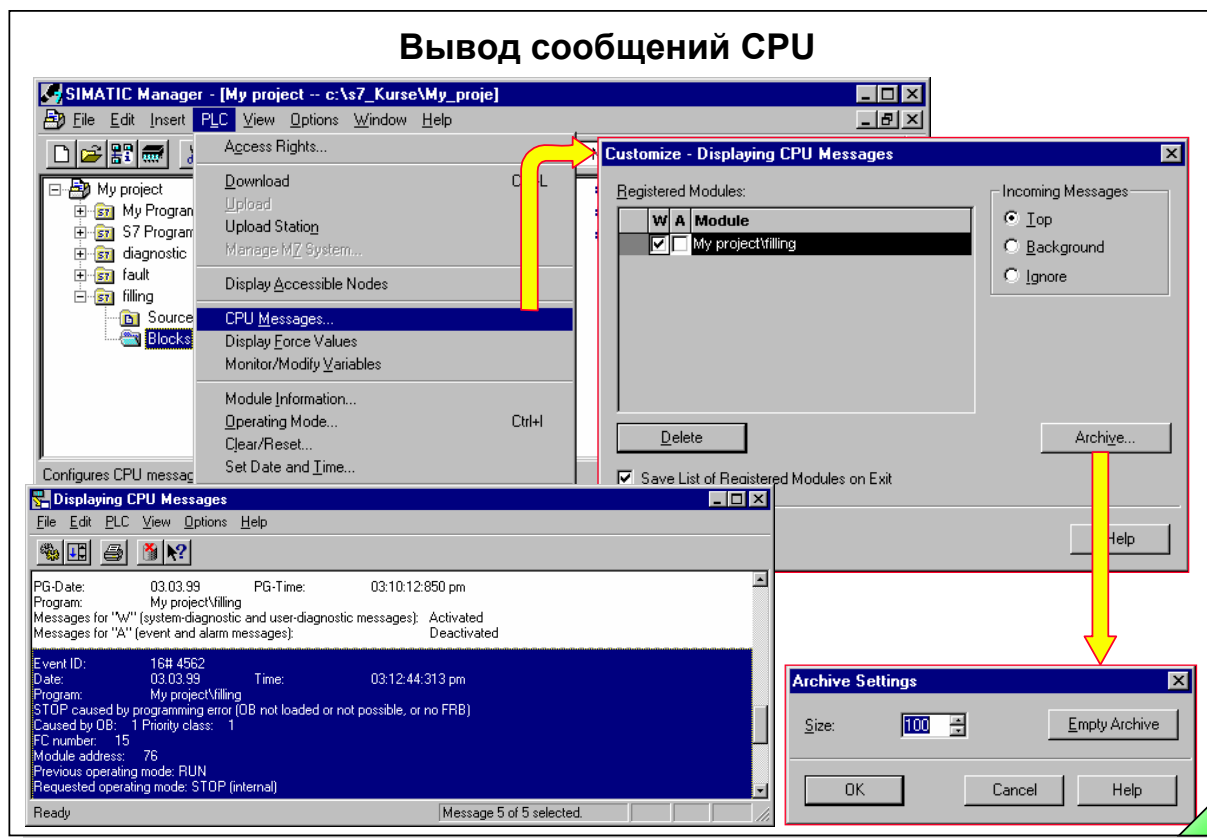 Вывод сообщений CPU
SIMATIC Manager - [My project -- c:\s7_Kurse\My_proje]
File Edit Insert PLC View Options Window Help
Access Rights...
Download
Upload
Upload Station
Manage M7 System...
Display Accessible Nodes
CPU Messages...
Display Force Values
Monitor/Modify Variables
Module Information...
Operating Mode... Ctrl+I
Clear/Reset...
Set Date and Time...
My project
My Program
S7 Program
diagnostic
fault
filling
Source
Blocks
Configures CPU messag
Customize - Displaying CPU Messages
Registered Modules:
W A Module
My project\filling
Incoming Messages
Top
Background
Ignore
Delete
Archive...
Save List of Registered Modules on Exit
Help
Displaying CPU Messages
File Edit PLC View Options Help
PG-Date: 03.03.99 PG-Time: 03:10:12:850 pm
Program: My project\filling
Messages for "W" (system-diagnostic and user-diagnostic messages): Activated
Messages for "A" (event and alarm messages): Deactivated
Event ID: 16# 4562
Date: 03.03.99 Time: 03:12:44:313 pm
Program: My project\filling
STOP caused by programming error (OB not loaded or not possible, or no FRB)
Caused by OB: 1 Priority class: 1
FC number: 15
Module address: 76
Previous operating mode: RUN
Requested operating mode: STOP (internal)
Ready Message 5 of 5 selected.
Archive Settings
Size: 100 Empty Archive
OK Cancel Help